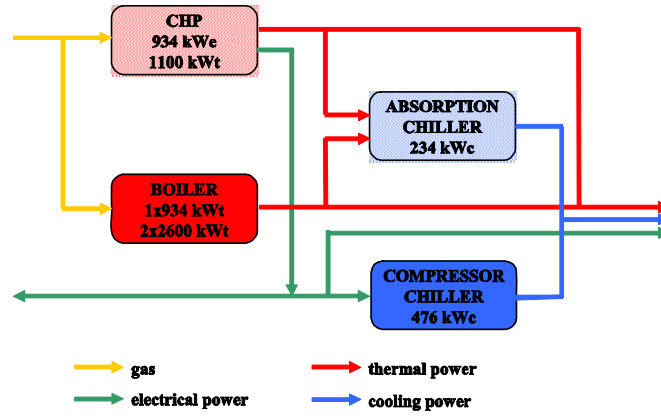 CHP
934 kWe
1100 kWt
ABSORPTION
CHILLER
234 kWc
BOILER
1x934 kWt
2x2600 kWt
COMPRESSOR
CHILLER
476 kWc
gas
thermal power
electrical power
cooling power